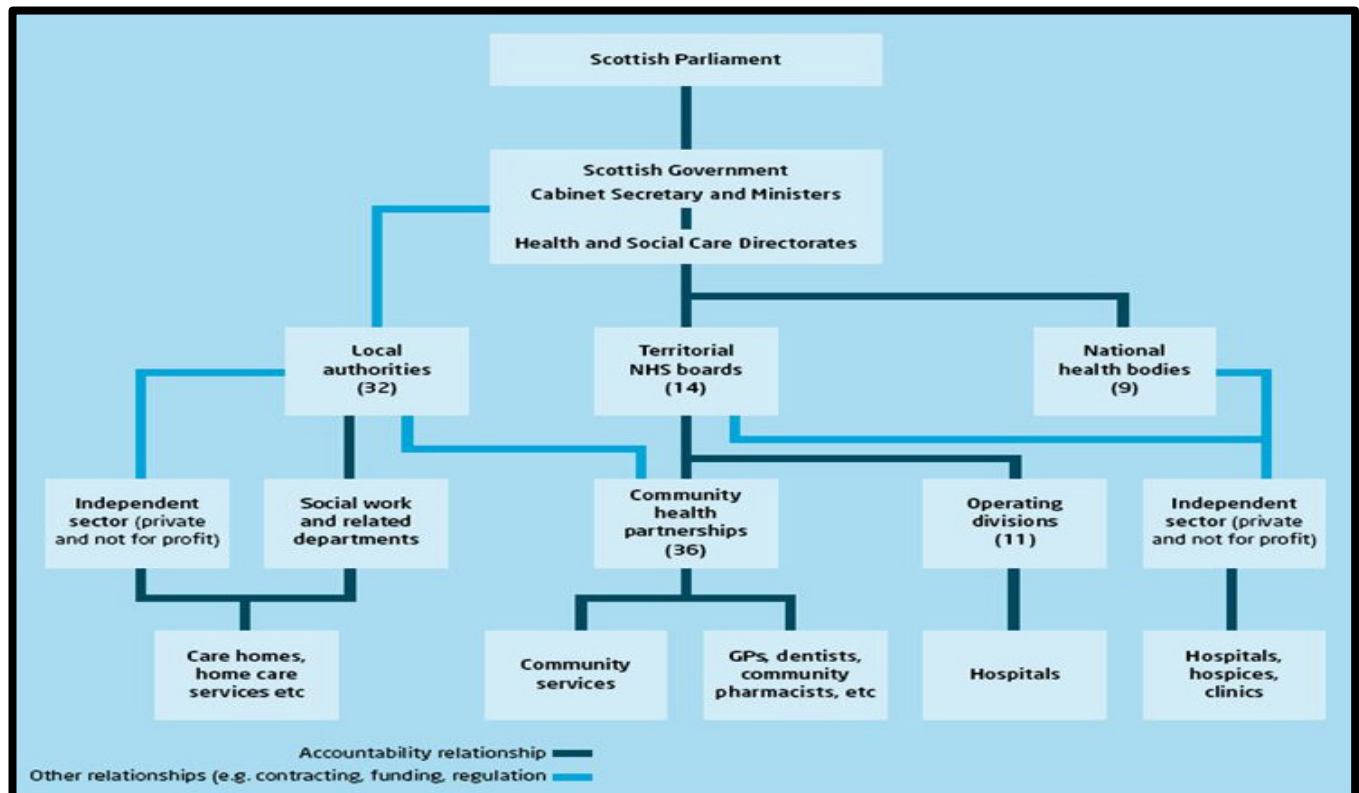 Scottish Parliament
Scottish Government
Cabinet Secretary and Ministers
Health and Social Care Directorates
Local
authorities
(32)
Territorial
NHS boards
(14)
National
health bodies
(9)
Independent
sector (private
and not for profit)
Social work
and related
departments
Community
health
partnerships
(36)
Operating
divisions
(11)
Independent
sector (private
and not for profit)
Care homes,
home care
services etc
Community
services
GPs, dentists,
community
pharmacists, etc
Hospitals
Hospitals,
hospices,
clinics
Accountability relationship
Other relationships (e.g. contracting, funding, regulation